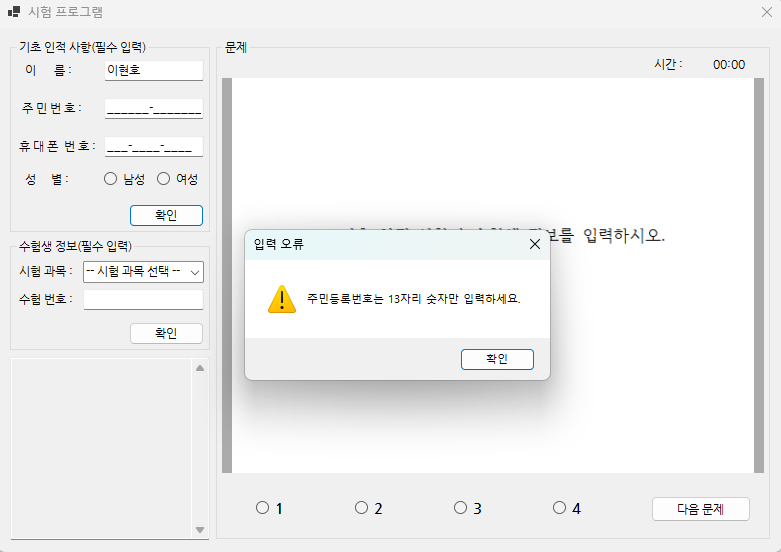 시험 프로그램
기초 인적 사항(필수 입력)
이 름 :
이현호
주 민 번 호 :
______-_______
휴 대 폰 번 호 :
___-____-____
성 별 :
남성
여성
확인
수험생 정보(필수 입력)
시험 과목 :
-- 시험 과목 선택 --
수험 번호 :
확인
문제
시간 :
00:00
입력하시오.
입력 오류
주민등록번호는 13자리 숫자만 입력하세요.
확인
1
2
3
4
다음 문제